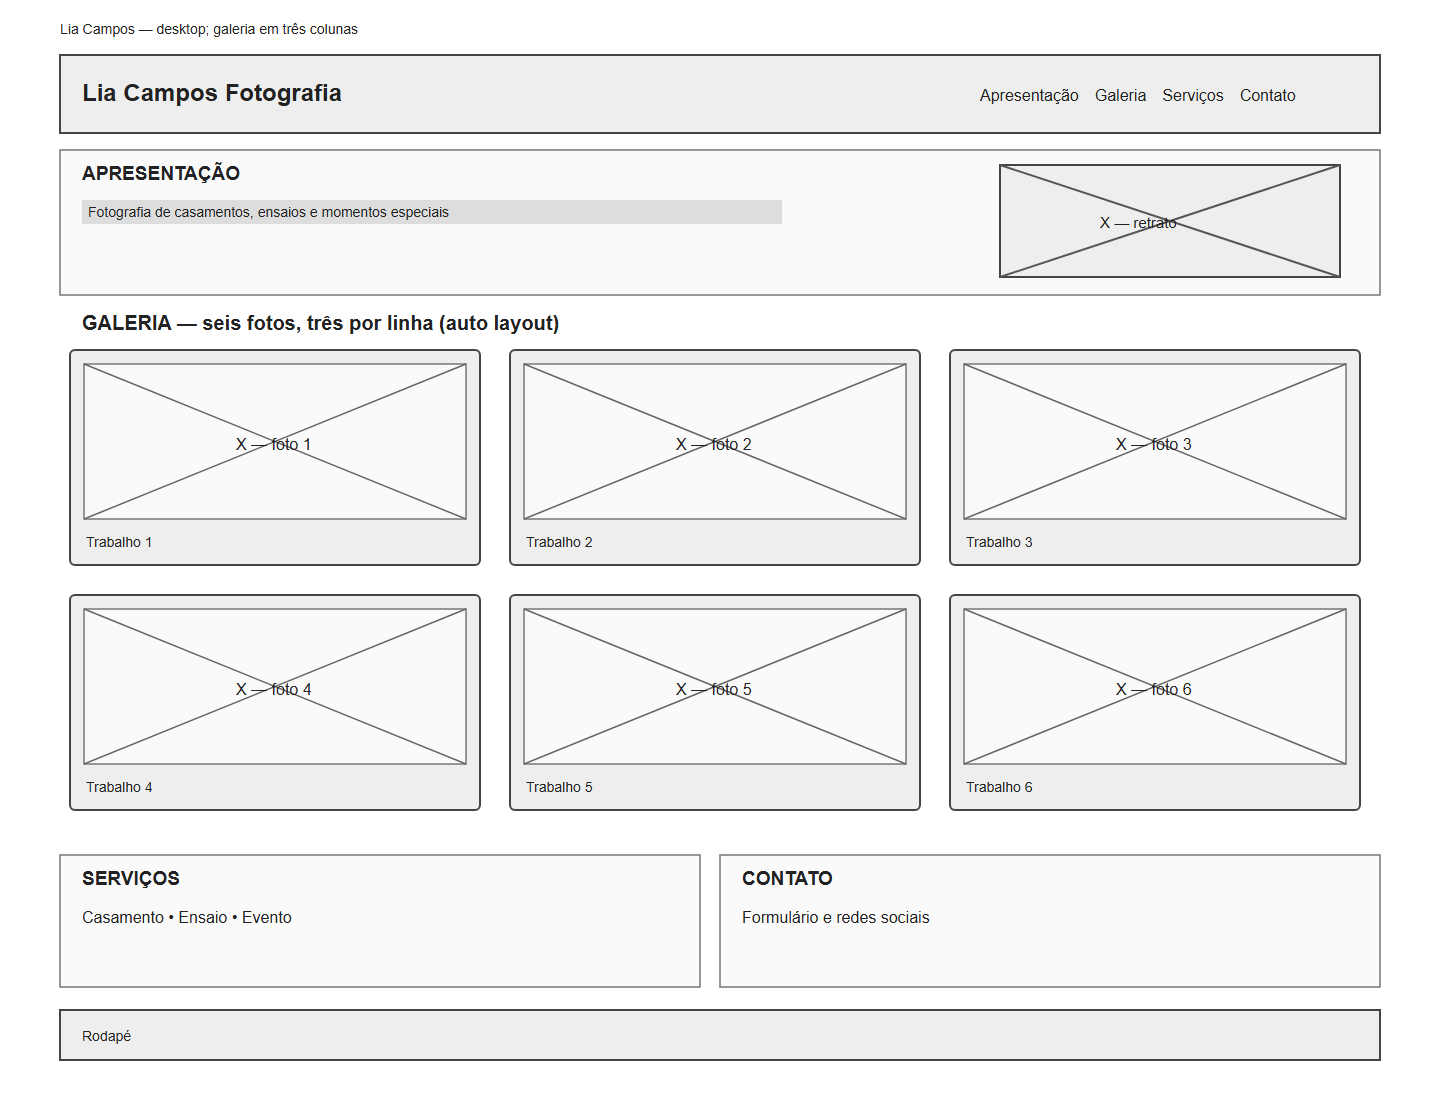 Lia Campos — desktop; galeria em três colunas
Lia Campos Fotografia
Apresentação Galeria Serviços Contato
APRESENTAÇÃO
Fotografia de casamentos, ensaios e momentos especiais
X — retrato
GALERIA — seis fotos, três por linha (auto layout)
X — foto 1
X — foto 2
X — foto 3
Trabalho 1
Trabalho 2
Trabalho 3
X — foto 4
X — foto 5
X — foto 6
Trabalho 4
Trabalho 5
Trabalho 6
SERVIÇOS
Casamento • Ensaio • Evento
CONTATO
Formulário e redes sociais
Rodapé